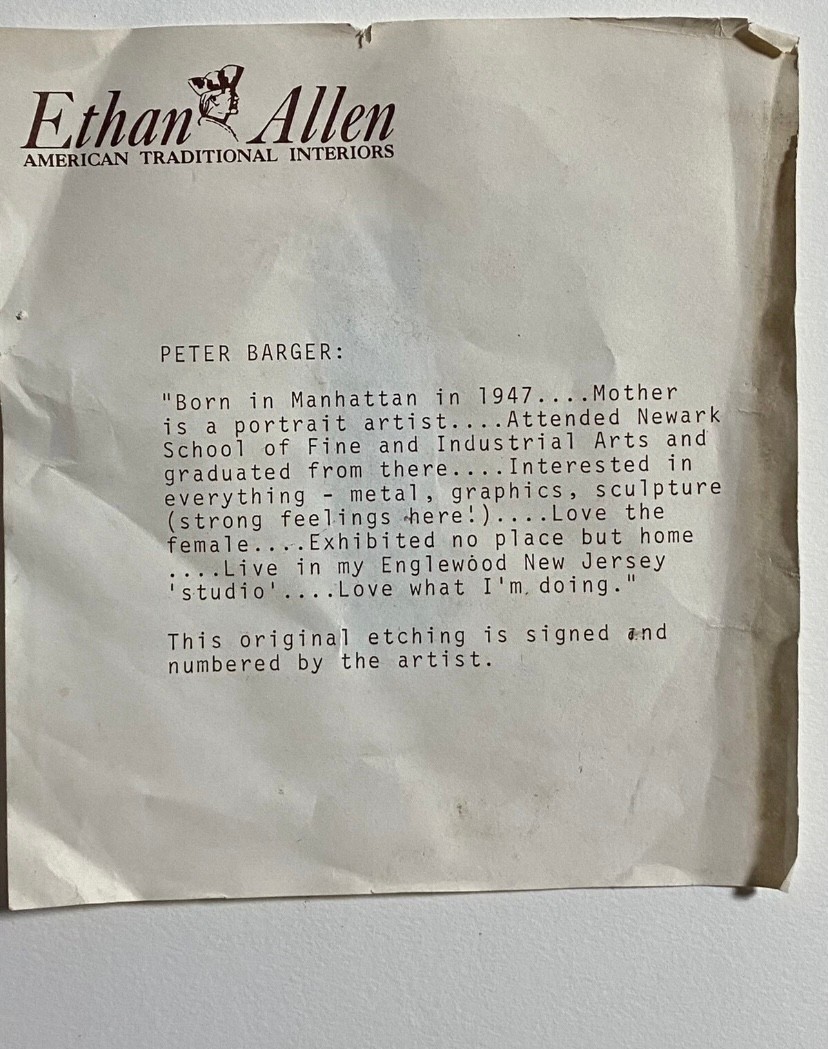 Ethan Allen
AMERICAN TRADITIONAL INTERIORS
PETER BARGER:
"Born in Manhattan in 1947....Mother
is a portrait artist....Attended Newark
School of Fine and Industrial Arts and
graduated from there....Interested in
everything - metal, graphics, sculpture
(strong feelings here!)....Love the
female....Exhibited no place but home
....Live in my Englewood New Jersey
'studio'....Love what I'm doing."
This original etching is signed and
numbered by the artist.